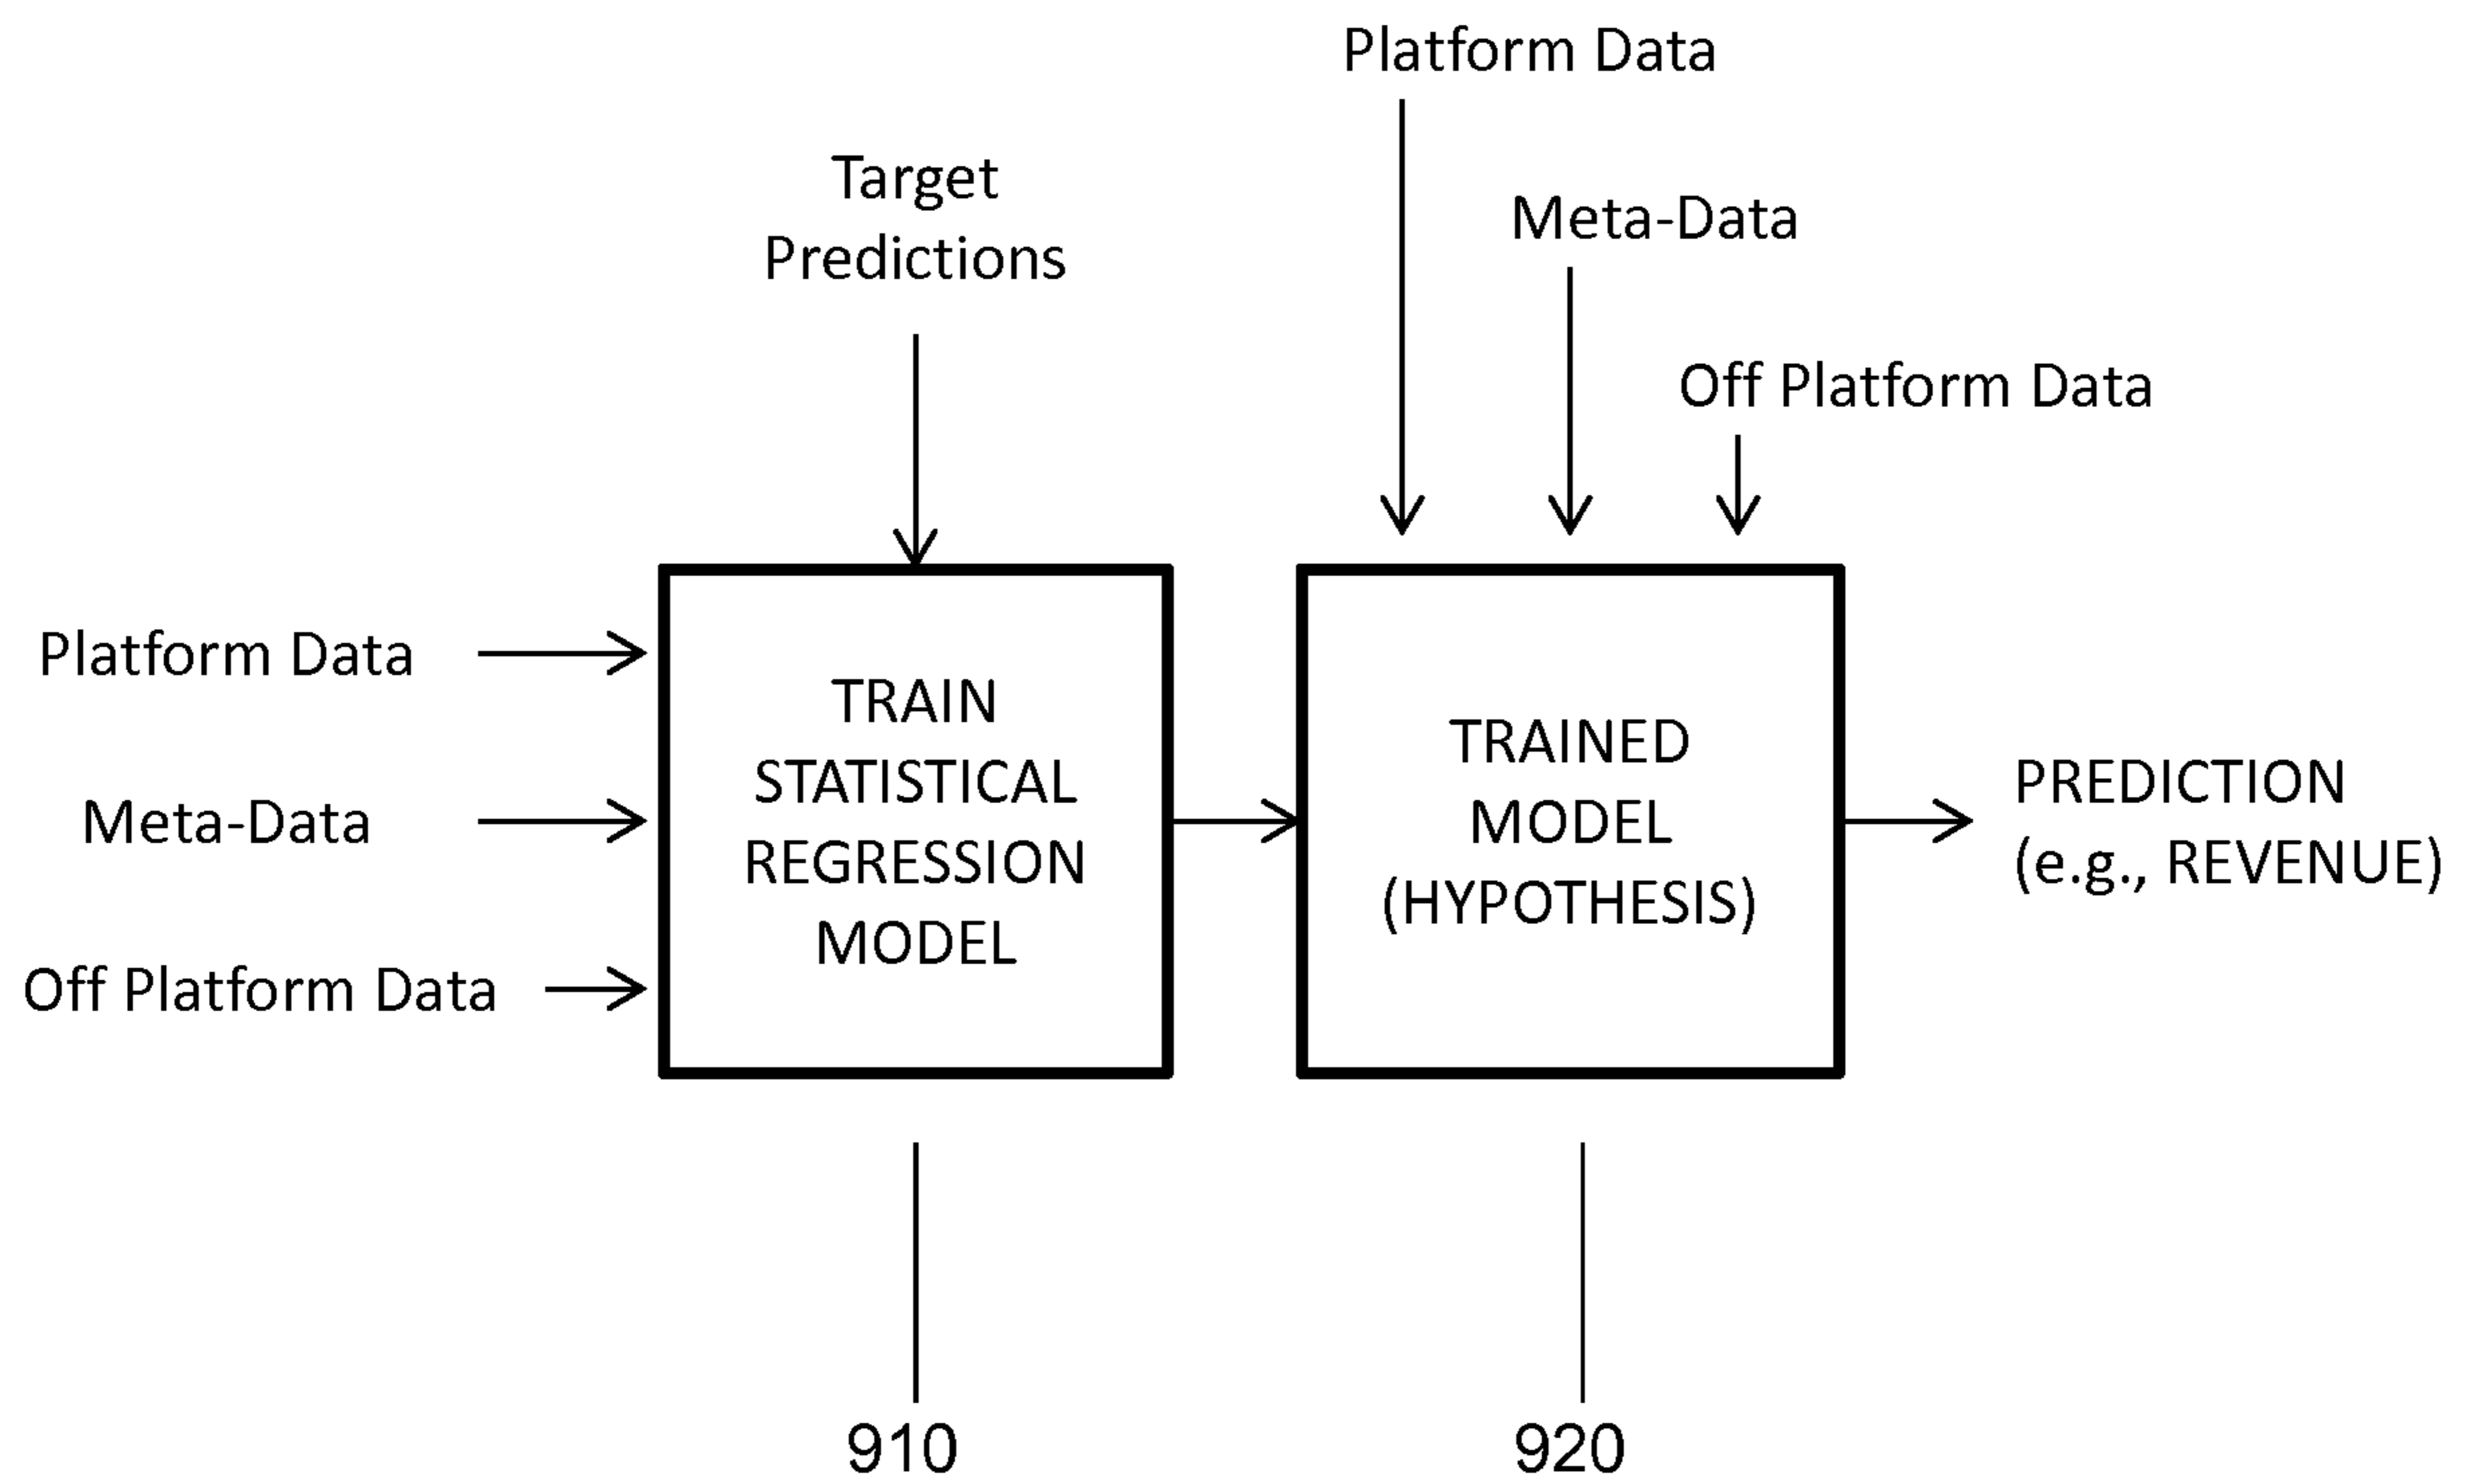 Platform Data
Target
Predictions
Meta-Data
Off Platform Data
Platform Data
Meta-Data
Off Platform Data
TRAIN
STATISTICAL
REGRESSION
MODEL
TRAINED
MODEL
(HYPOTHESIS)
PREDICTION
(e.g., REVENUE)
910
920